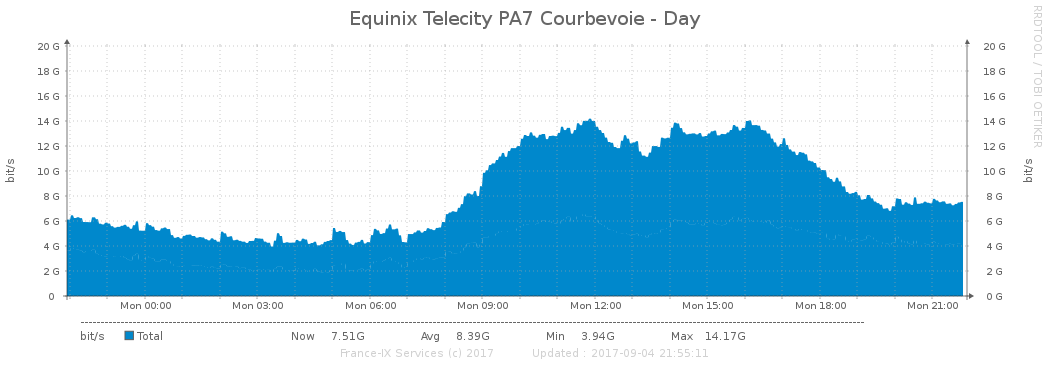 Equinix Telecity PA7 Courbevoie - Day
RRDTOOL / TOBI OETIKER
20 G 20 G
18 G 18 G
16 G 16 G
14 G 14 G
12 G 12 G
10 G 10 G
8 G 8 G
6 G 6 G
4 G 4 G
2 G 2 G
0 0 G
bit/s bit/s
Mon 00:00 Mon 03:00 Mon 06:00 Mon 09:00 Mon 12:00 Mon 15:00 Mon 18:00 Mon 21:00
bit/s Total Now 7.51G Avg 8.39G Min 3.94G Max 14.17G
France-IX Services (c) 2017 Updated : 2017-09-04 21:55:11